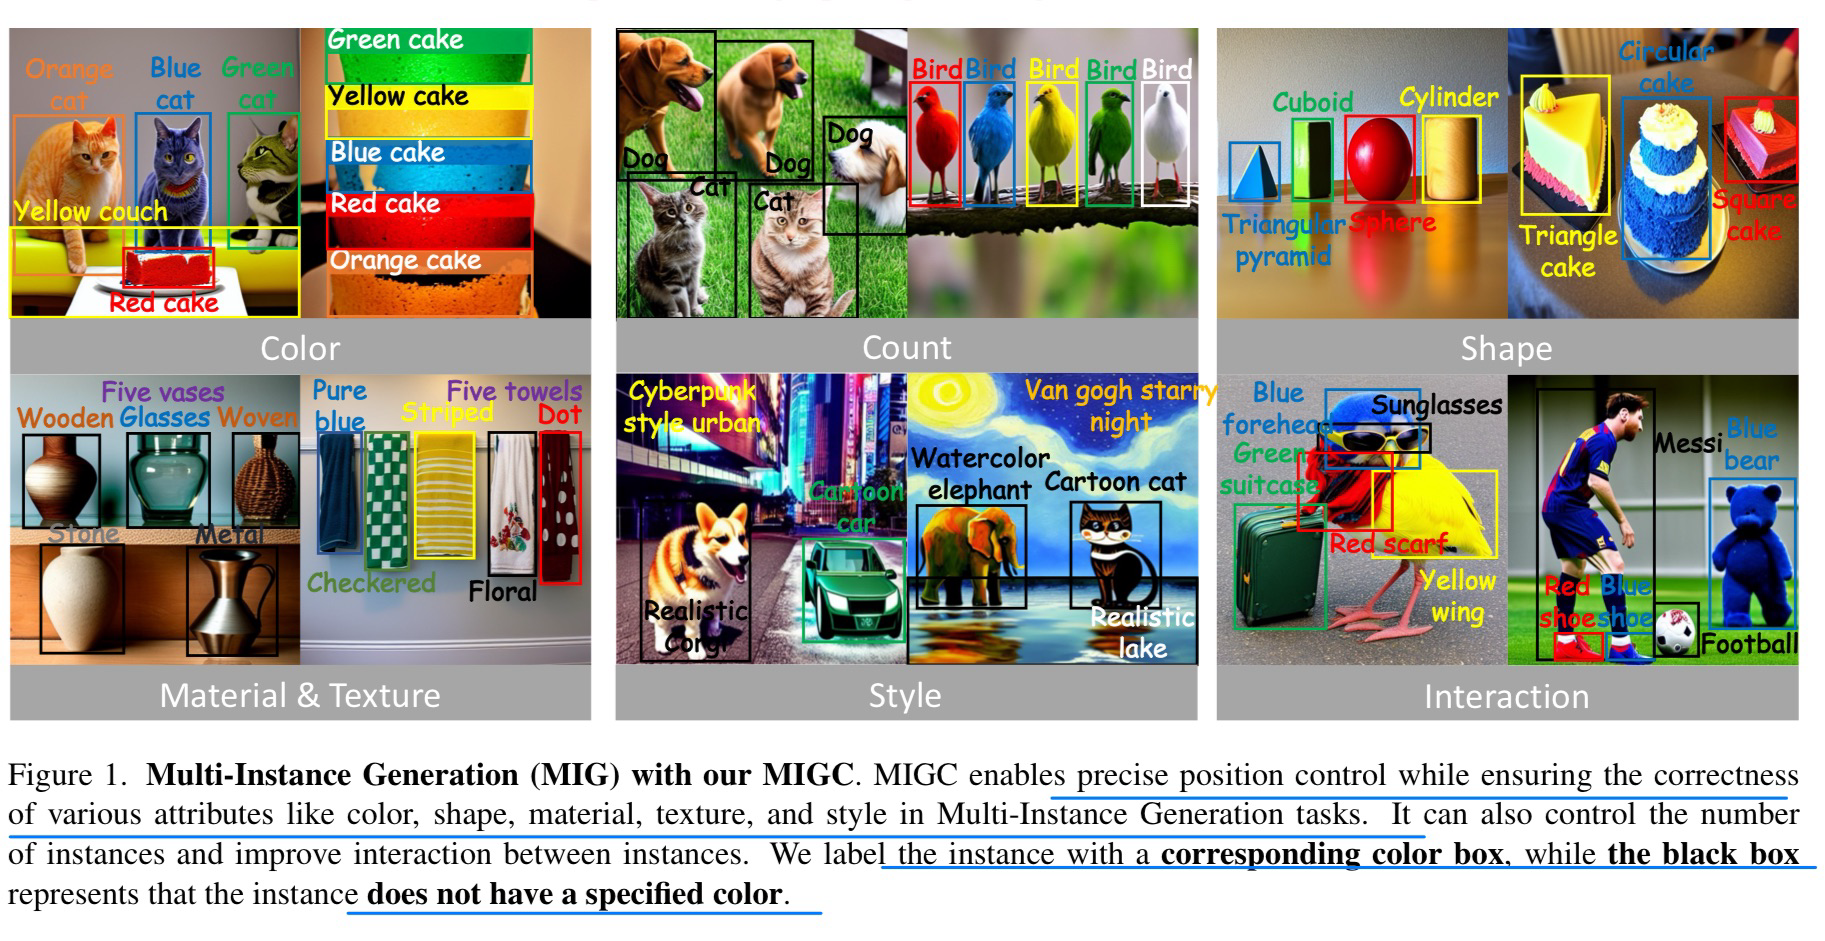 Orange cat
Blue cat
Green cat
Yellow couch
Red cake
Green cake
Yellow cake
Blue cake
Red cake
Orange cake
Color
Dog
Dog
Dog
Cat
Cat
Bird
Bird
Bird
Bird
Bird
Count
Cuboid
Cylinder
Triangular pyramid
Sphere
Circular cake
Triangle cake
Square cake
Shape
Five vases
Wooden
Glasses
Woven
Stone
Metal
Pure blue
Five towels
Striped
Dot
Checkered
Floral
Material & Texture
Cyberpunk style urban
Cartoon car
Realistic Corgi
Van gogh starry night
Watercolor elephant
Cartoon cat
Realistic lake
Style
Blue forehead
Sunglasses
Green suitcase
Red scarf
Yellow wing
Messi
Blue bear
Red shoe
Blue shoe
Football
Interaction
Figure 1. Multi-Instance Generation (MIG) with our MIGC. MIGC enables precise position control while ensuring the correctness
of various attributes like color, shape, material, texture, and style in Multi-Instance Generation tasks. It can also control the number
of instances and improve interaction between instances. We label the instance with a corresponding color box, while the black box
represents that the instance does not have a specified color.